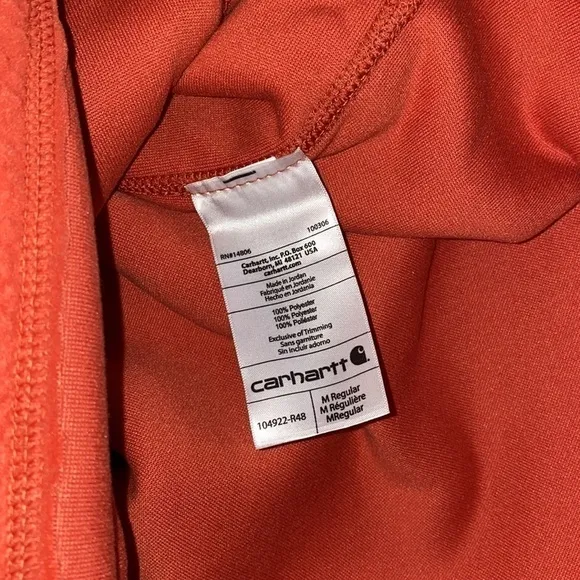 RN#14806 100306
Carhartt, Inc. P.O. Box 600
Dearborn, MI 48121 USA
carhartt.com
Made in Jordan
Fabriqué en Jordanie
Hecho en Jordania
100% Polyester
100% Polyester
100% Poliéster
Exclusive of Trimming
Sans garniture
Sin incluir adorno
carhartt
104922-R48
M Regular
M Régulière
MRegular